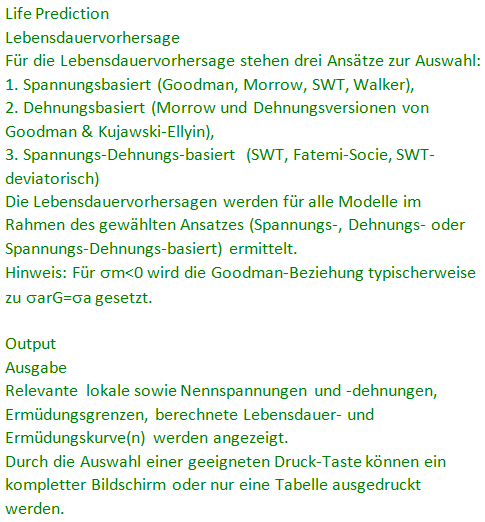 Life Prediction
Lebensdauervorhersage
Für die Lebensdauervorhersage stehen drei Ansätze zur Auswahl:
1. Spannungsbasiert (Goodman, Morrow, SWT, Walker),
2. Dehnungsbasiert (Morrow und Dehnungsversionen von
Goodman & Kujawski-Ellyin),
3. Spannungs-Dehnungs-basiert (SWT, Fatemi-Socie, SWT-
deviatorisch)
Die Lebensdauervorhersagen werden für alle Modelle im
Rahmen des gewählten Ansatzes (Spannungs-, Dehnungs- oder
Spannungs-Dehnungs-basiert) ermittelt.
Hinweis: Für σm<0 wird die Goodman-Beziehung typischerweise
zu σarG=σa gesetzt.

Output
Ausgabe
Relevante lokale sowie Nennspannungen und -dehnungen,
Ermüdungsgrenzen, berechnete Lebensdauer- und
Ermüdungskurve(n) werden angezeigt.
Durch die Auswahl einer geeigneten Druck-Taste können ein
kompletter Bildschirm oder nur eine Tabelle ausgedruckt
werden.